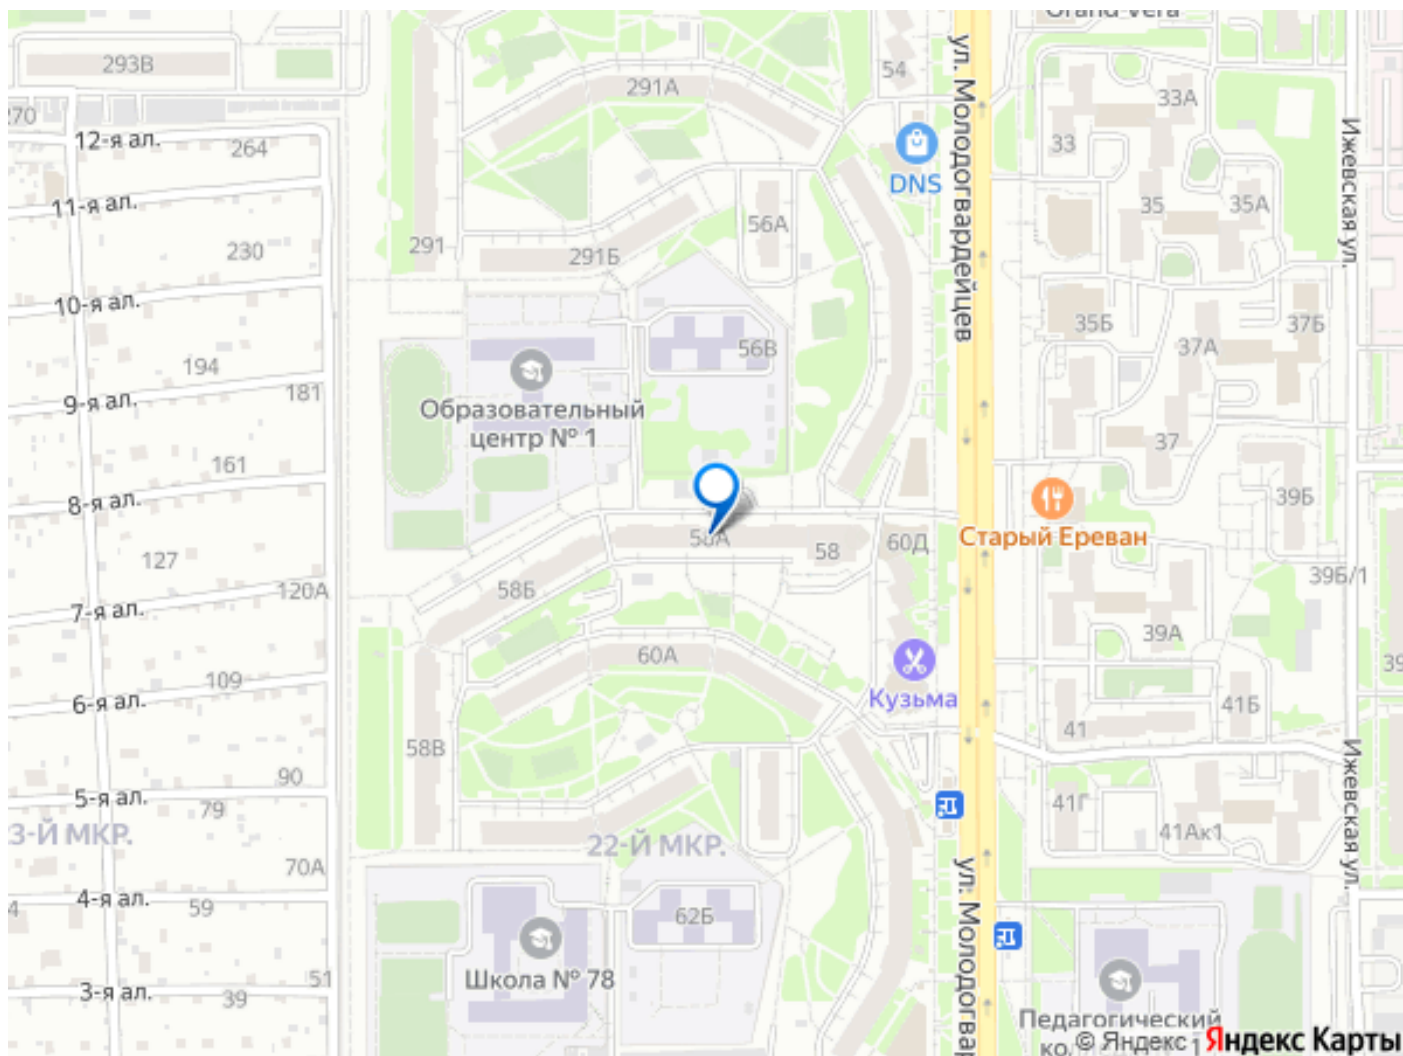 Grand Vera
293В
54
291А
33А
270
12-я ал.
264
33
ул. Молодогвардейцев
Ижевская ул.
DNS
11-я ал.
35
35А
56А
230
291
291Б
10-я ал.
35Б
37Б
56В
37А
194
181
9-я ал.
Образовательный
центр № 1
37
161
8-я ал.
39Б
Старый Ереван
58А
58
60Д
127
39Б/1
58Б
120А
7-я ал.
39А
60А
109
6-я ал.
Кузьма
41Б
41
58В
90
5-я ал.
79
41Г
41Ак1
3-Й МКР.
22-Й МКР.
Ижевская ул.
70А
4-я ал.
59
62Б
ул. Молодогвар
Школа № 78
51
3-я ал.
39
Педагогический
ко
1
© Яндекс
Яндекс Карты